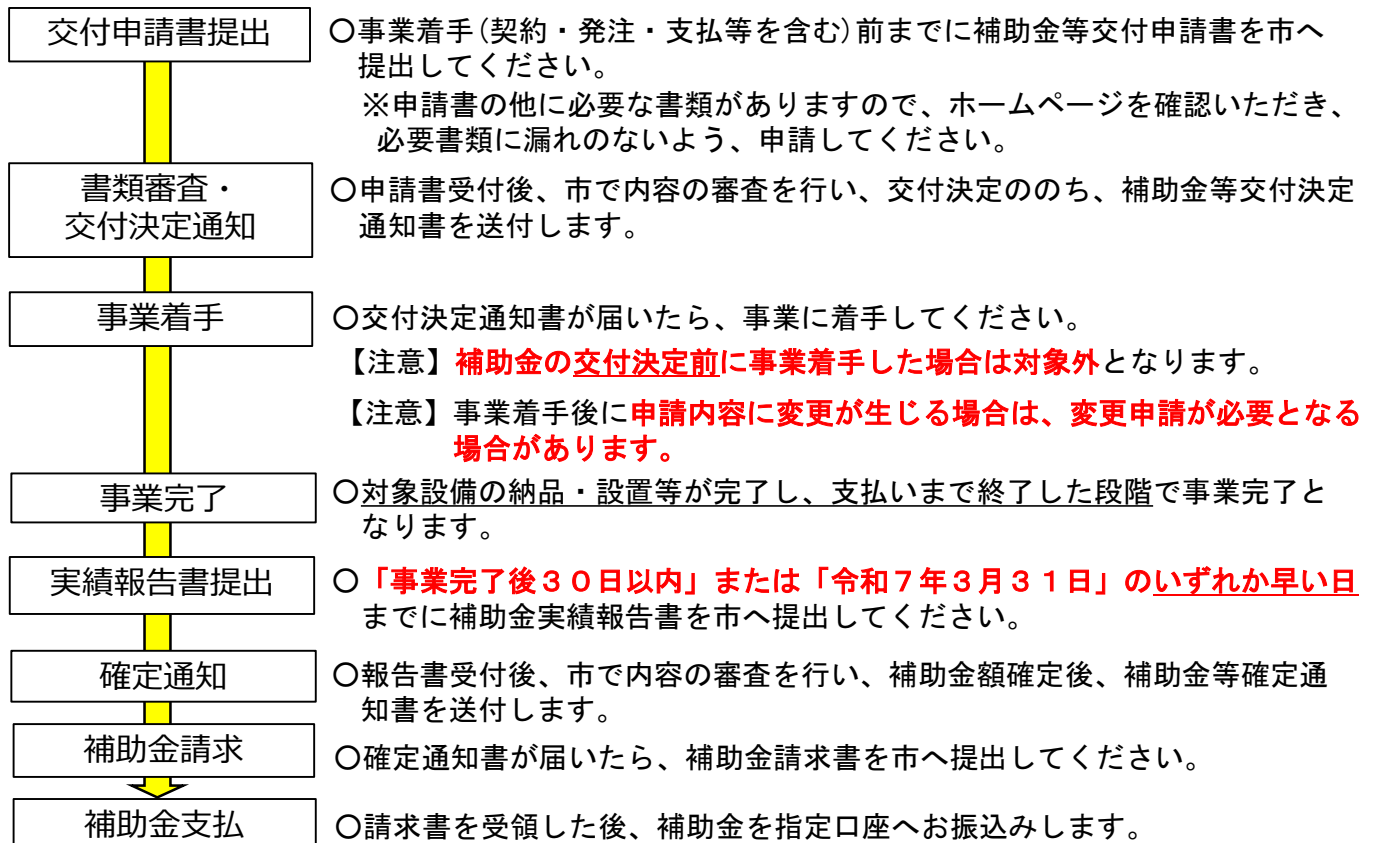 交付申請書提出
〇事業着手(契約・発注・支払等を含む)前までに補助金等交付申請書を市へ
提出してください。
※申請書の他に必要な書類がありますので、ホームページを確認いただき、
必要書類に漏れのないよう、申請してください。
書類審査・
交付決定通知
〇申請書受付後、市で内容の審査を行い、交付決定ののち、補助金等交付決定
通知書を送付します。
事業着手
〇交付決定通知書が届いたら、事業に着手してください。
【注意】補助金の交付決定前に事業着手した場合は対象外となります。
【注意】事業着手後に申請内容に変更が生じる場合は、変更申請が必要となる
場合があります。
事業完了
〇対象設備の納品・設置等が完了し、支払いまで終了した段階で事業完了と
なります。
実績報告書提出
〇「事業完了後30日以内」または「令和7年3月31日」のいずれか早い日
までに補助金実績報告書を市へ提出してください。
確定通知
〇報告書受付後、市で内容の審査を行い、補助金額確定後、補助金等確定通
知書を送付します。
補助金請求
〇確定通知書が届いたら、補助金請求書を市へ提出してください。
補助金支払
〇請求書を受領した後、補助金を指定口座へお振込みします。